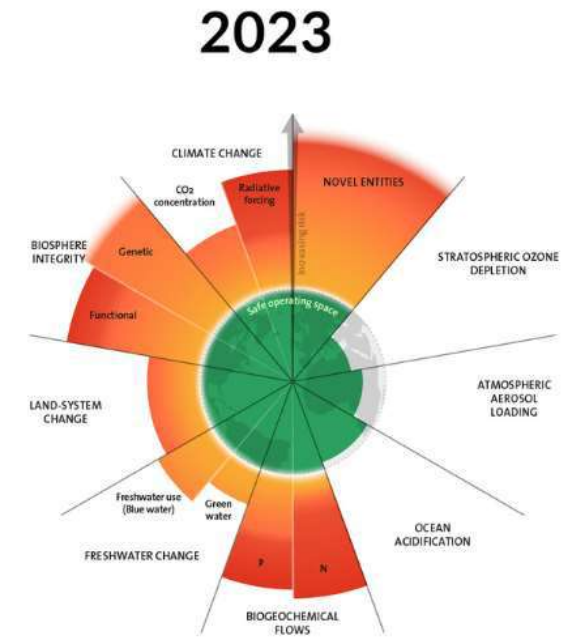 2023
CLIMATE CHANGE
CO₂
concentration
Radiative
forcing
NOVEL ENTITIES
Increasing risk
STRATOSPHERIC OZONE
DEPLETION
BIOSPHERE
INTEGRITY
Genetic
Functional
Safe operating space
ATMOSPHERIC
AEROSOL
LOADING
LAND-SYSTEM
CHANGE
Freshwater use
(Blue water)
Green
water
FRESHWATER CHANGE
OCEAN
ACIDIFICATION
P
N
BIOGEOCHEMICAL
FLOWS